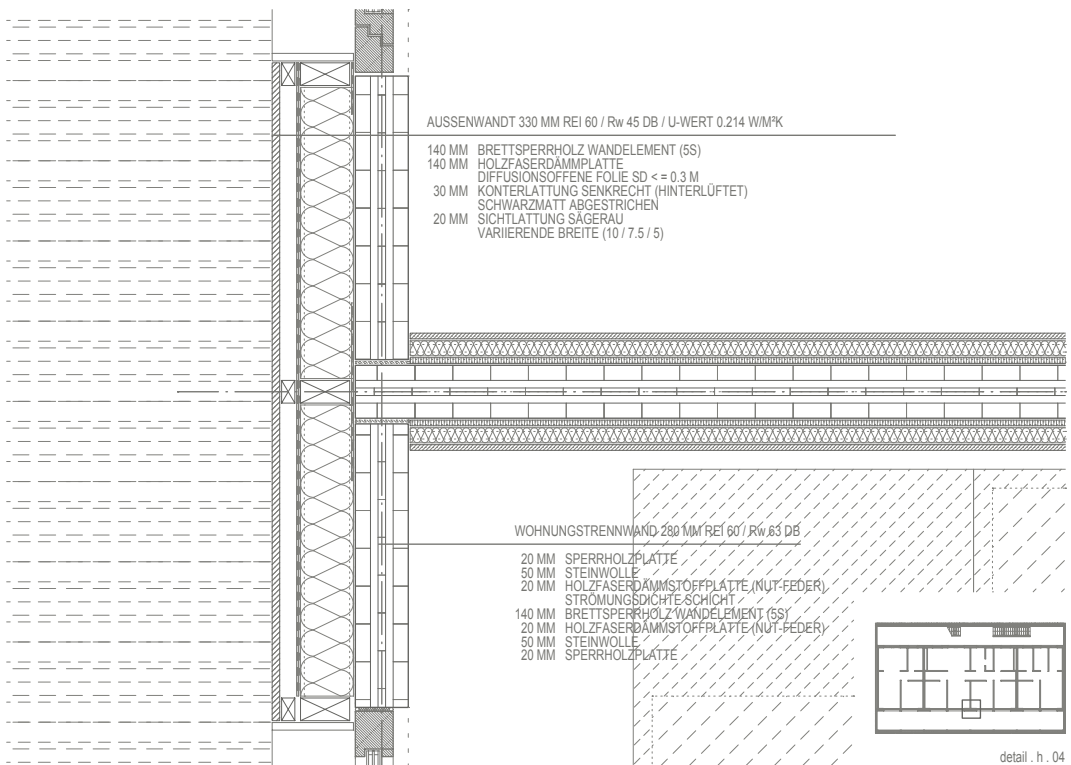 AUSSENWANDT 330 MM REI 60 / Rw 45 DB / U-WERT 0.214 W/M²K
140 MM BRETTSPERRHOLZ WANDELEMENT (5S)
140 MM HOLZFASERDÄMMPLATTE
DIFFUSIONSOFFENE FOLIE SD < = 0.3 M
30 MM KONTERLATTUNG SENKRECHT (HINTERLÜFTET)
SCHWARZMATT ABGESTRICHEN
20 MM SICHTLATTUNG SÄGERAU
VARIIERENDE BREITE (10 / 7.5 / 5)
WOHNUNGSTRENNWAND 280 MM REI 60 / Rw 63 DB
20 MM SPERRHOLZPLATTE
50 MM STEINWOLLE
20 MM HOLZFASERDÄMMSTOFFPLATTE (NUT-FEDER)
STRÖMUNGSDICHTE SCHICHT
140 MM BRETTSPERRHOLZ WANDELEMENT (5S)
20 MM HOLZFASERDÄMMSTOFFPLATTE (NUT-FEDER)
50 MM STEINWOLLE
20 MM SPERRHOLZPLATTE
detail . h . 04